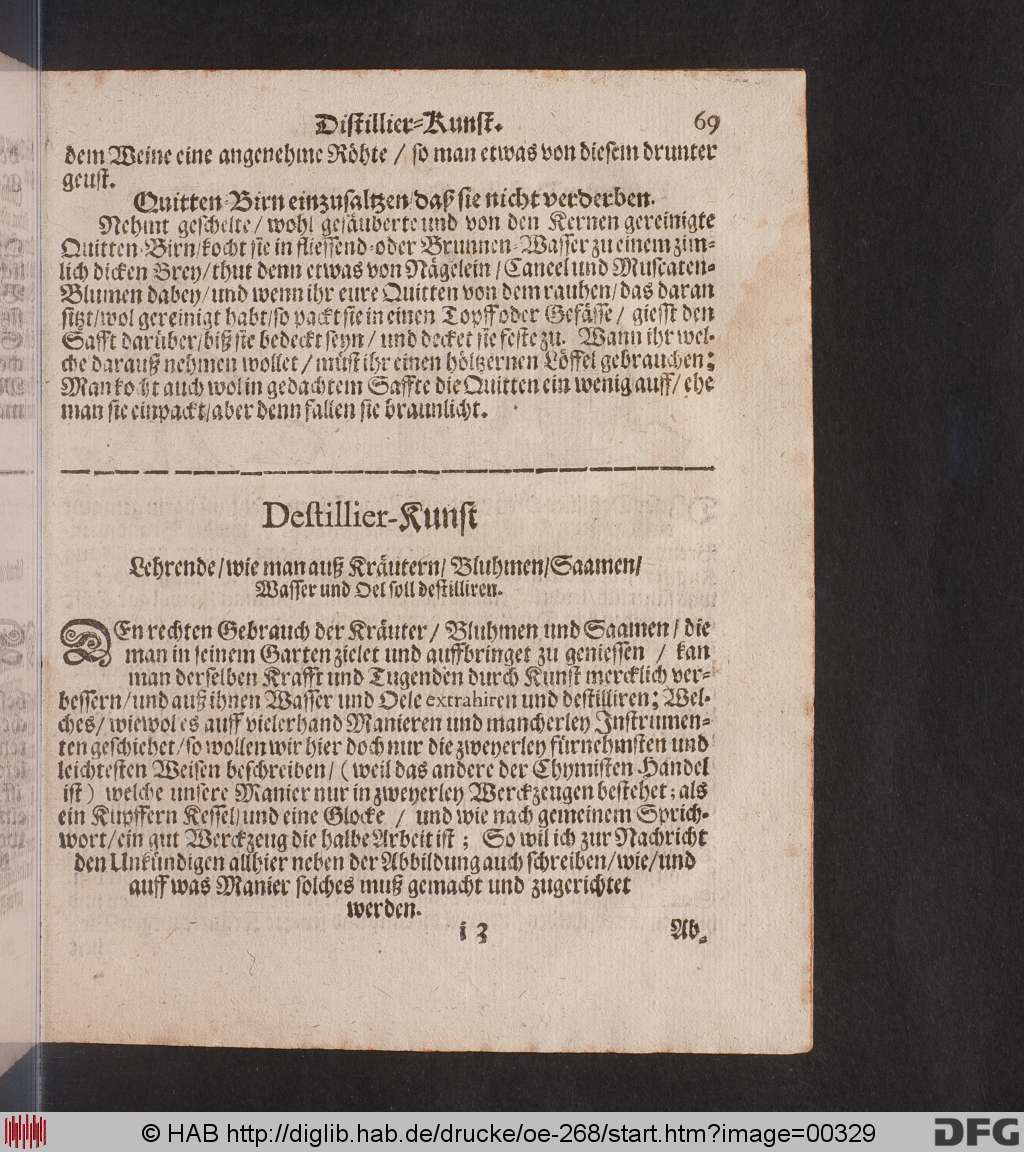 Distillier-Kunst. 69
dem Weine eine angenehme Röhte / so man etwas von diesem drunter
geust.
Quitten-Birn einzusaltzen/daß sie nicht verderben.
Nehmt geschelte/ wohl gesäuberte und von den Kernen gereinigte
Quitten-Birn/kocht sie in fliessend-oder Brunnen-Wasser zu einem zim-
lich dicken Brey/thut denn etwas von Nägelein / Caneel und Muscaten-
Blumen dabey/und wenn ihr eure Quitten von dem rauhen/das daran
sitzt/wol gereinigt habt/so packt sie in einen Topff oder Gefässe / giesst den
Safft darüber/biß sie bedeckt seyn / und decket sie feste zu. Wann ihr wel-
che darauß nehmen wollet / müst ihr einen höltzernen Löffel gebrauchen;
Man kocht auch wol in gedachtem Saffte die Quitten ein wenig auff/ ehe
man sie einpackt/aber denn fallen sie braunlicht.
Destillier-Kunst
Lehrende/wie man auß Kräutern/ Bluhmen/Saamen/
Wasser und Oel soll destilliren.
DEn rechten Gebrauch der Kräuter / Bluhmen und Saamen / die
man in seinem Garten zielet und auffbringet zu geniessen / kan
man derselben Krafft und Tugenden durch Kunst mercklich ver-
bessern/und auß ihnen Wasser und Oele extrahiren und destilliren; Wel-
ches/ wiewol es auff vielerhand Manieren und mancherley Instrumen-
ten geschiehet/so wollen wir hier doch nur die zweyerley fürnehmsten und
leichtesten Weisen beschreiben/ (weil das andere der Chymisten-Handel
ist) welche unsere Manier nur in zweyerley Werckzeugen bestehet; als
ein Kupffern Kessel/und eine Glocke / und wie nach gemeinem Sprich-
wort/ein gut Werckzeug die halbe Arbeit ist; So wil ich zur Nachricht
den Unkündigen allhier neben der Abbildung auch schreiben/wie/und
auff was Manier solches muß gemacht und zugerichtet
werden.
i 3 Ab-
© HAB http://diglib.hab.de/drucke/oe-268/start.htm?image=00329
DFG